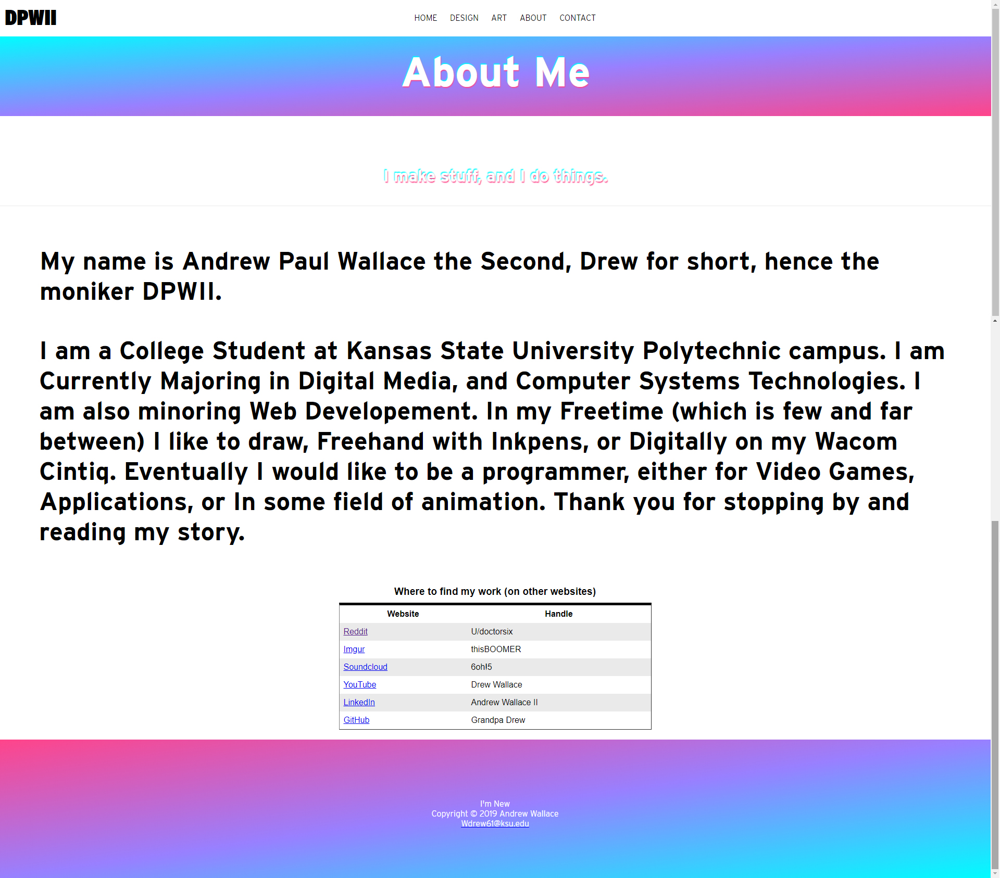 DPWII
HOME DESIGN ART ABOUT CONTACT
About Me
I make stuff, and I do things.
My name is Andrew Paul Wallace the Second, Drew for short, hence the
moniker DPWII.
I am a College Student at Kansas State University Polytechnic campus. I am
Currently Majoring in Digital Media, and Computer Systems Technologies. I
am also minoring Web Developement. In my Freetime (which is few and far
between) I like to draw, Freehand with Inkpens, or Digitally on my Wacom
Cintiq. Eventually I would like to be a programmer, either for Video Games,
Applications, or In some field of animation. Thank you for stopping by and
reading my story.
Where to find my work (on other websites)
Website Handle
Reddit U/doctorsix
Imgur thisBOOMER
Soundcloud 6oh!5
YouTube Drew Wallace
LinkedIn Andrew Wallace II
GitHub Grandpa Drew
I'm New
Copyright © 2019 Andrew Wallace
Wdrew61@ksu.edu